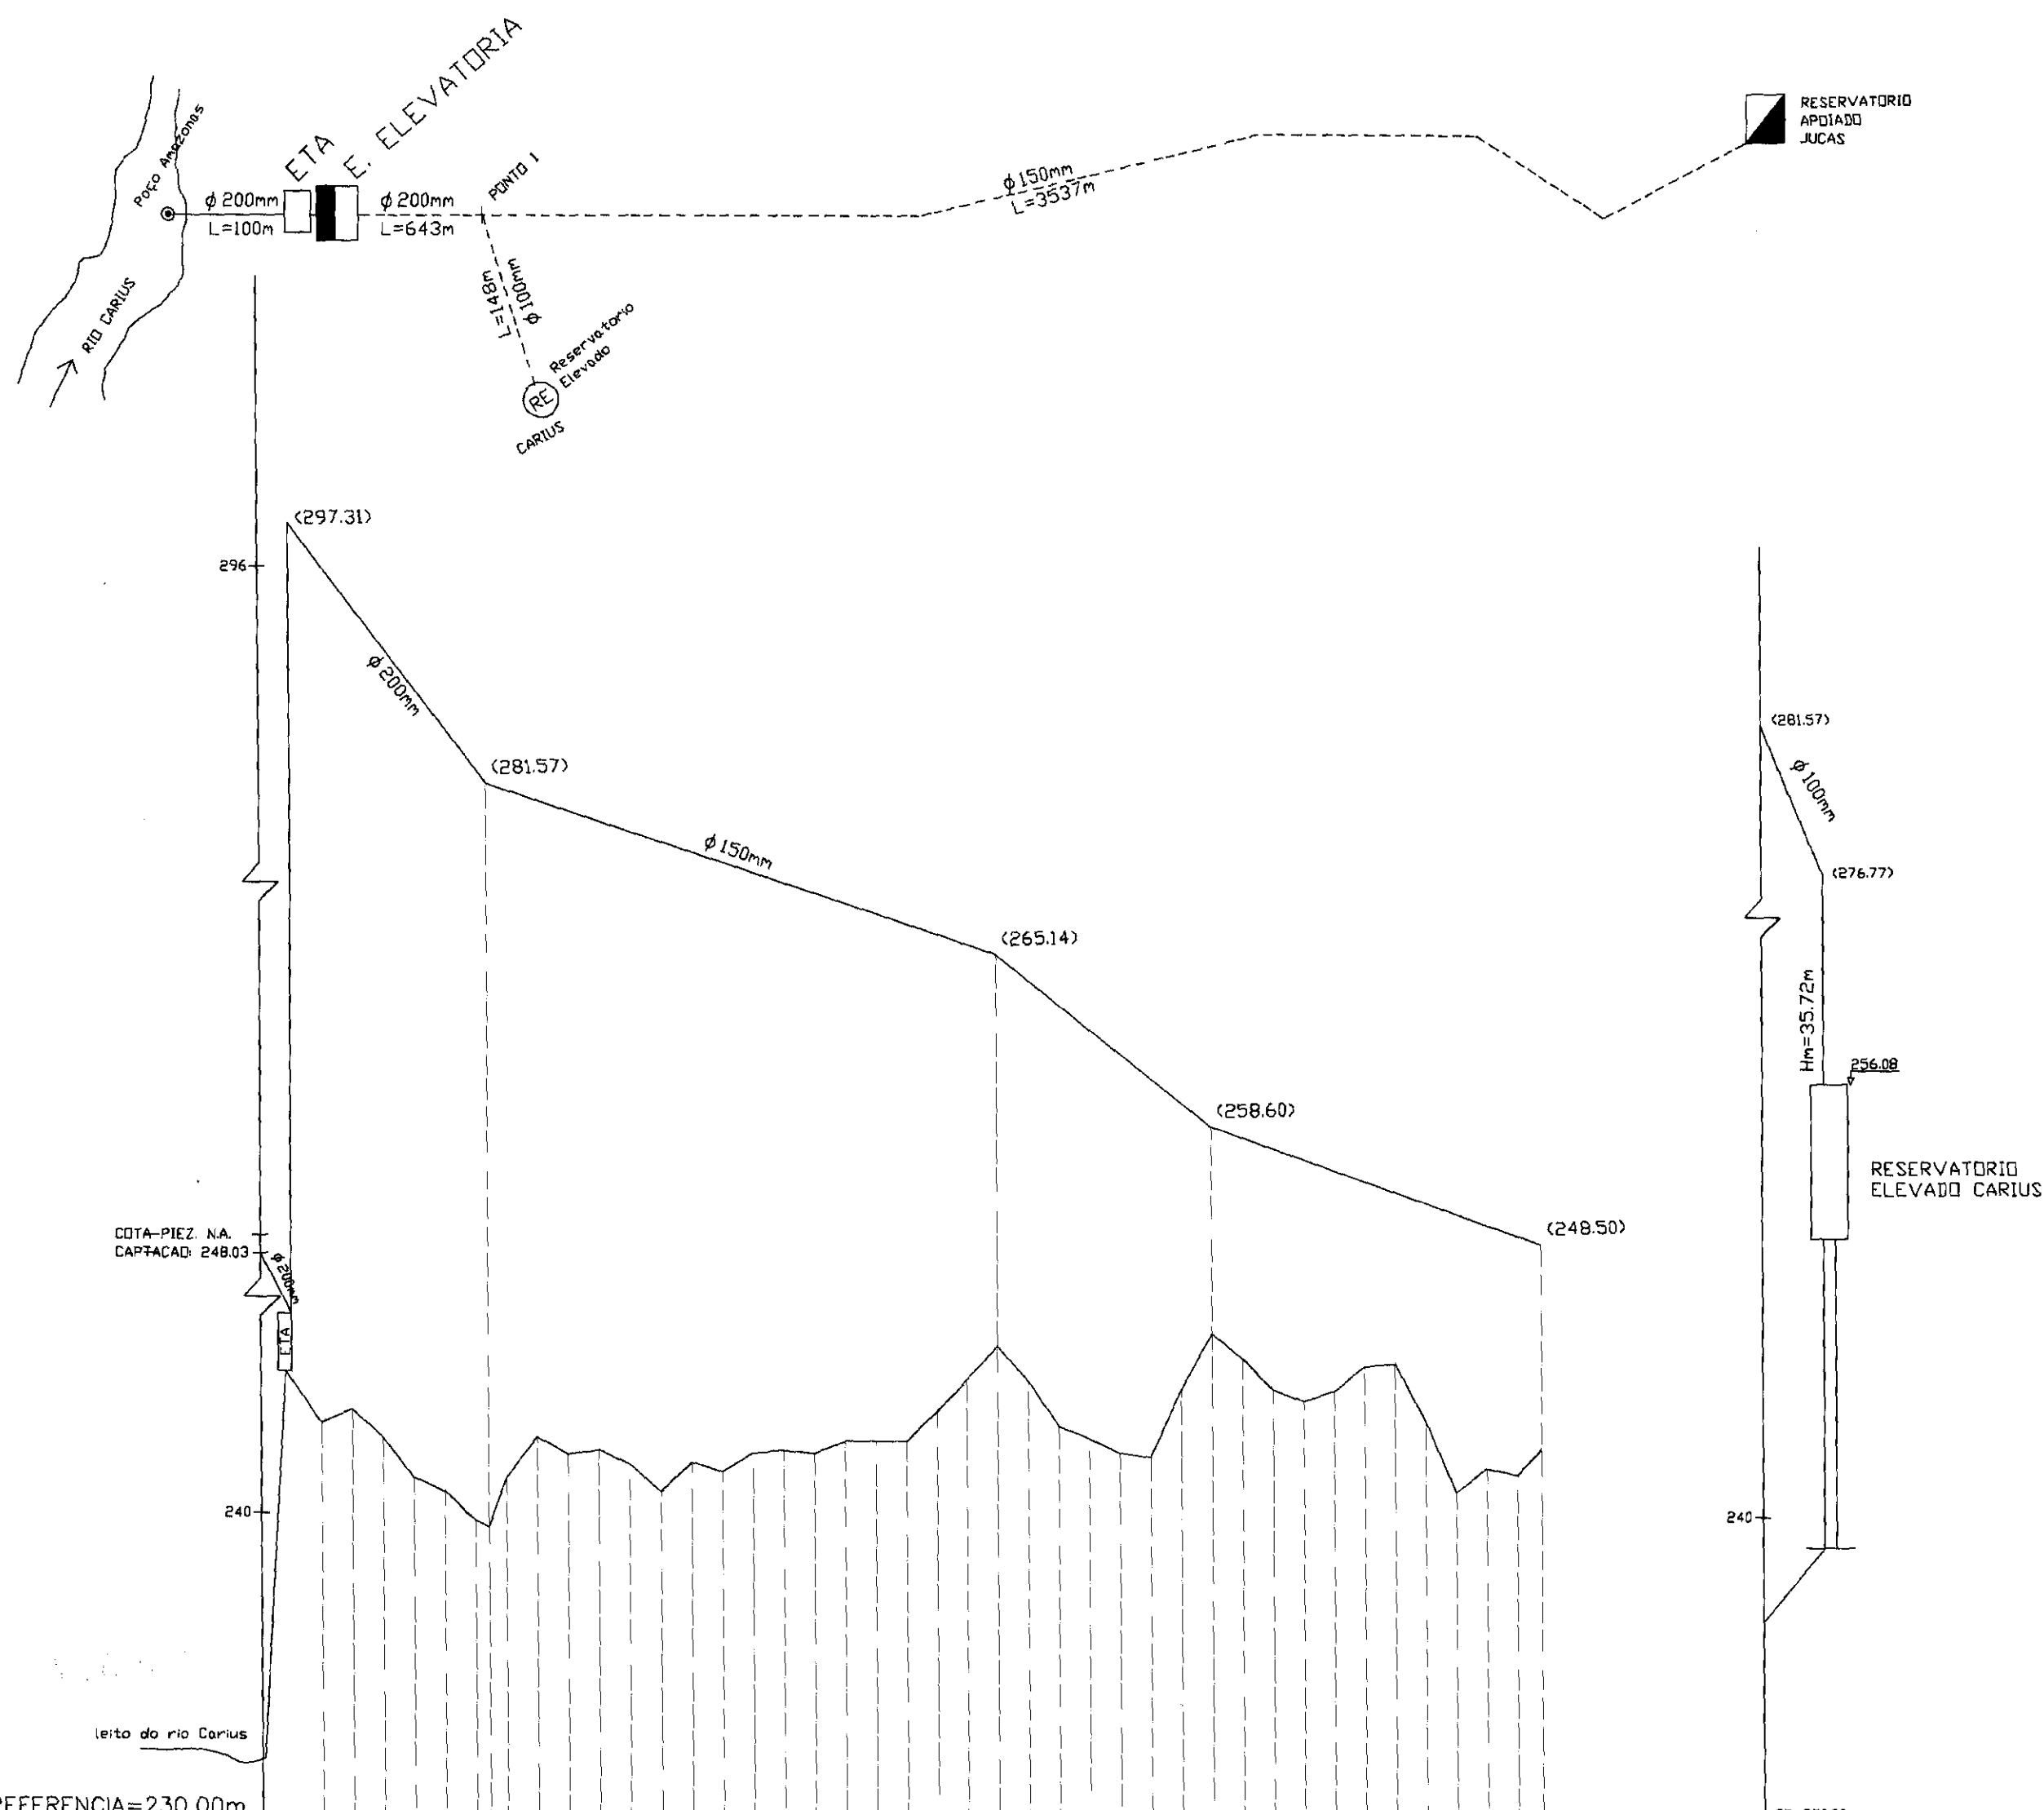 E. ELEVATORIA
ETA
Poço Amazonas
RIO CARIUS
ø 200mm
L=100m
ø 200mm
L=643m
PONTO 1
ø 150mm
L=3537m
RESERVATORIO
APOIADO
JUCAS
L=148m
ø 100mm
Reservatorio
Elevado
RE
CARIUS
(297.31)
296
ø 200mm
(281.57)
ø 150mm
(265.14)
(258.60)
(248.50)
COTA-PIEZ. N.A.
CAPTACAO: 248.03
ø 200mm
ETA
240
leito do rio Carius
REFERENCIA=230.00m
(281.57)
ø 100mm
(276.77)
Hm=35.72m
256.08
RESERVATORIO
ELEVADO CARIUS
240